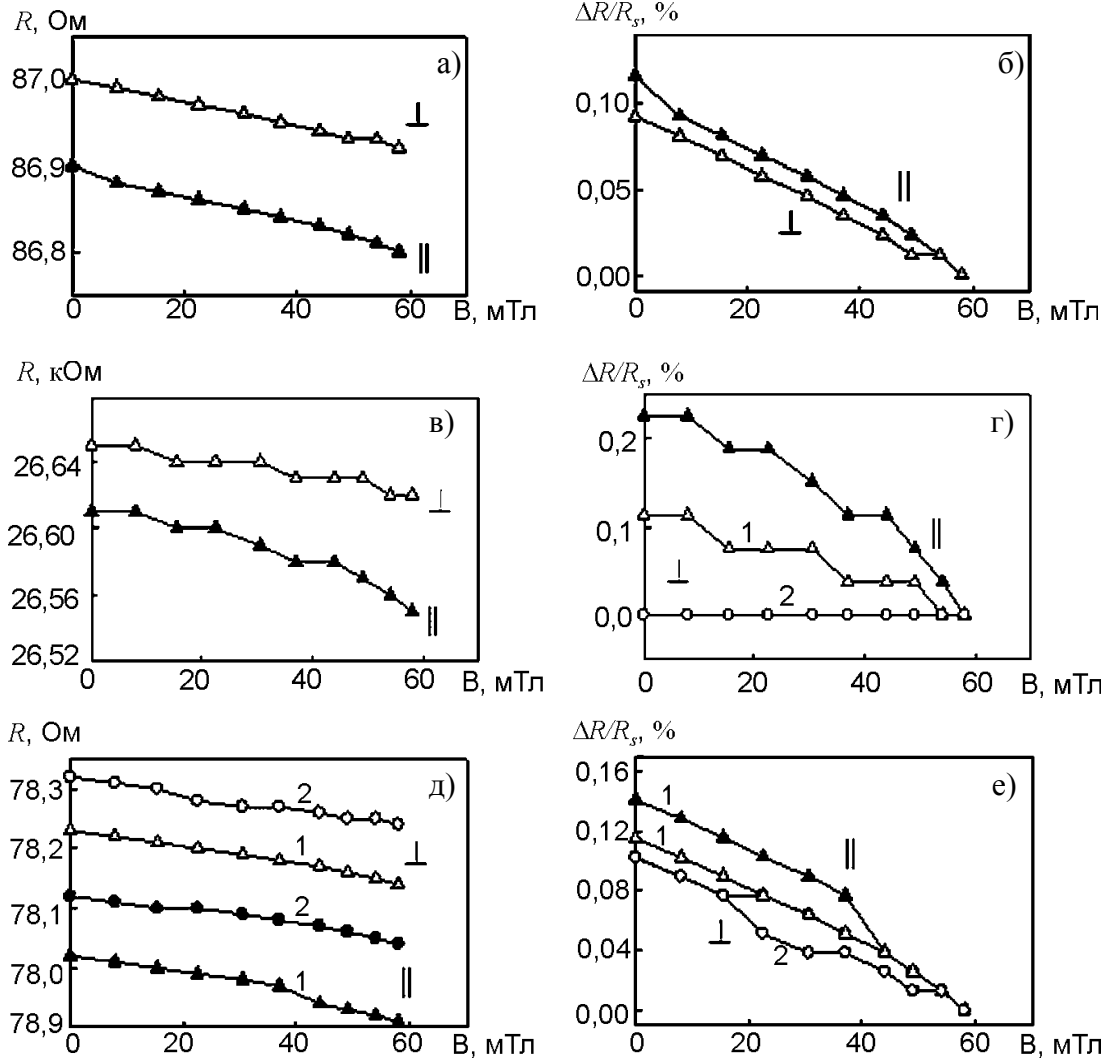 R, Ом
а)
87,0
86,9
86,8
⊥
||
0 20 40 60 B, мТл
ΔR/Rs, %
б)
0,10
0,05
0,00
||
⊥
0 20 40 60 B, мТл
R, кОм
в)
26,64
26,60
26,56
26,52
⊥
||
0 20 40 60 B, мТл
ΔR/Rs, %
г)
0,2
0,1
0,0
1
||
⊥
2
0 20 40 60 B, мТл
R, Ом
д)
78,3
78,2
78,1
78,0
78,9
2
1
⊥
2
1
||
0 20 40 60 B, мТл
ΔR/Rs, %
е)
0,16
0,12
0,08
0,04
0,00
1
1
||
⊥
2
0 20 40 60 B, мТл